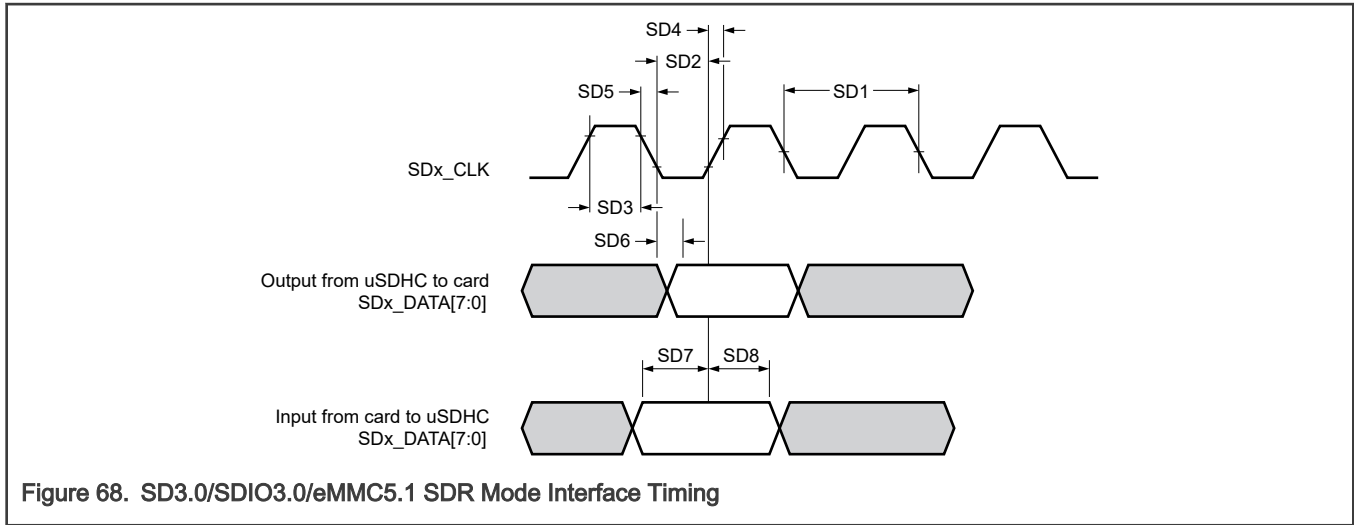 SD4
SD2
SD5
SD1
SDx_CLK
SD3
SD6
Output from uSDHC to card
SDx_DATA[7:0]
SD7
SD8
Input from card to uSDHC
SDx_DATA[7:0]
Figure 68. SD3.0/SDIO3.0/eMMC5.1 SDR Mode Interface Timing